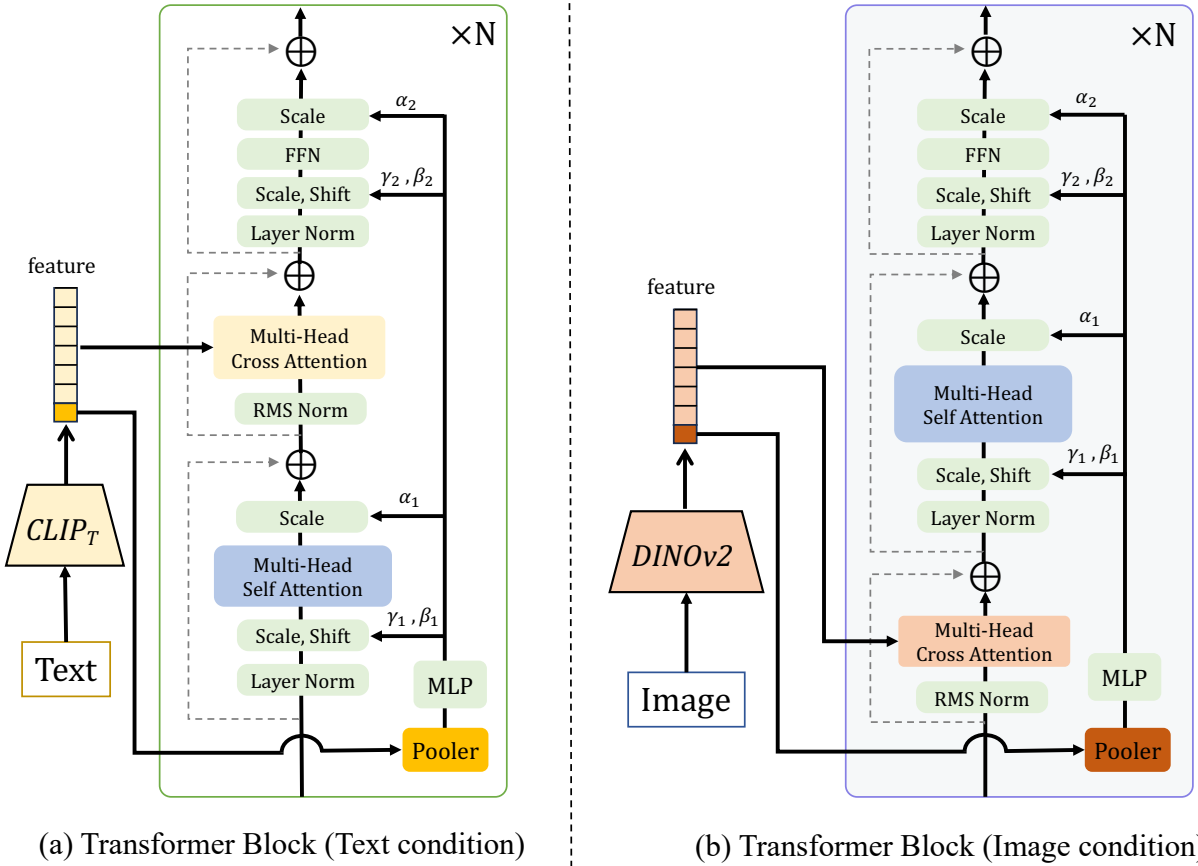 ×N
α₂
Scale
FFN
γ₂ , β₂
Scale, Shift
Layer Norm
feature
Multi-Head
Cross Attention
RMS Norm
α₁
Scale
CLIP_T
Multi-Head
Self Attention
γ₁ , β₁
Scale, Shift
Text
Layer Norm
MLP
Pooler
(a) Transformer Block (Text condition)
×N
α₂
Scale
FFN
γ₂ , β₂
Scale, Shift
Layer Norm
feature
α₁
Scale
Multi-Head
Self Attention
γ₁ , β₁
Scale, Shift
Layer Norm
DINOv2
Multi-Head
Cross Attention
Image
RMS Norm
MLP
Pooler
(b) Transformer Block (Image condition)